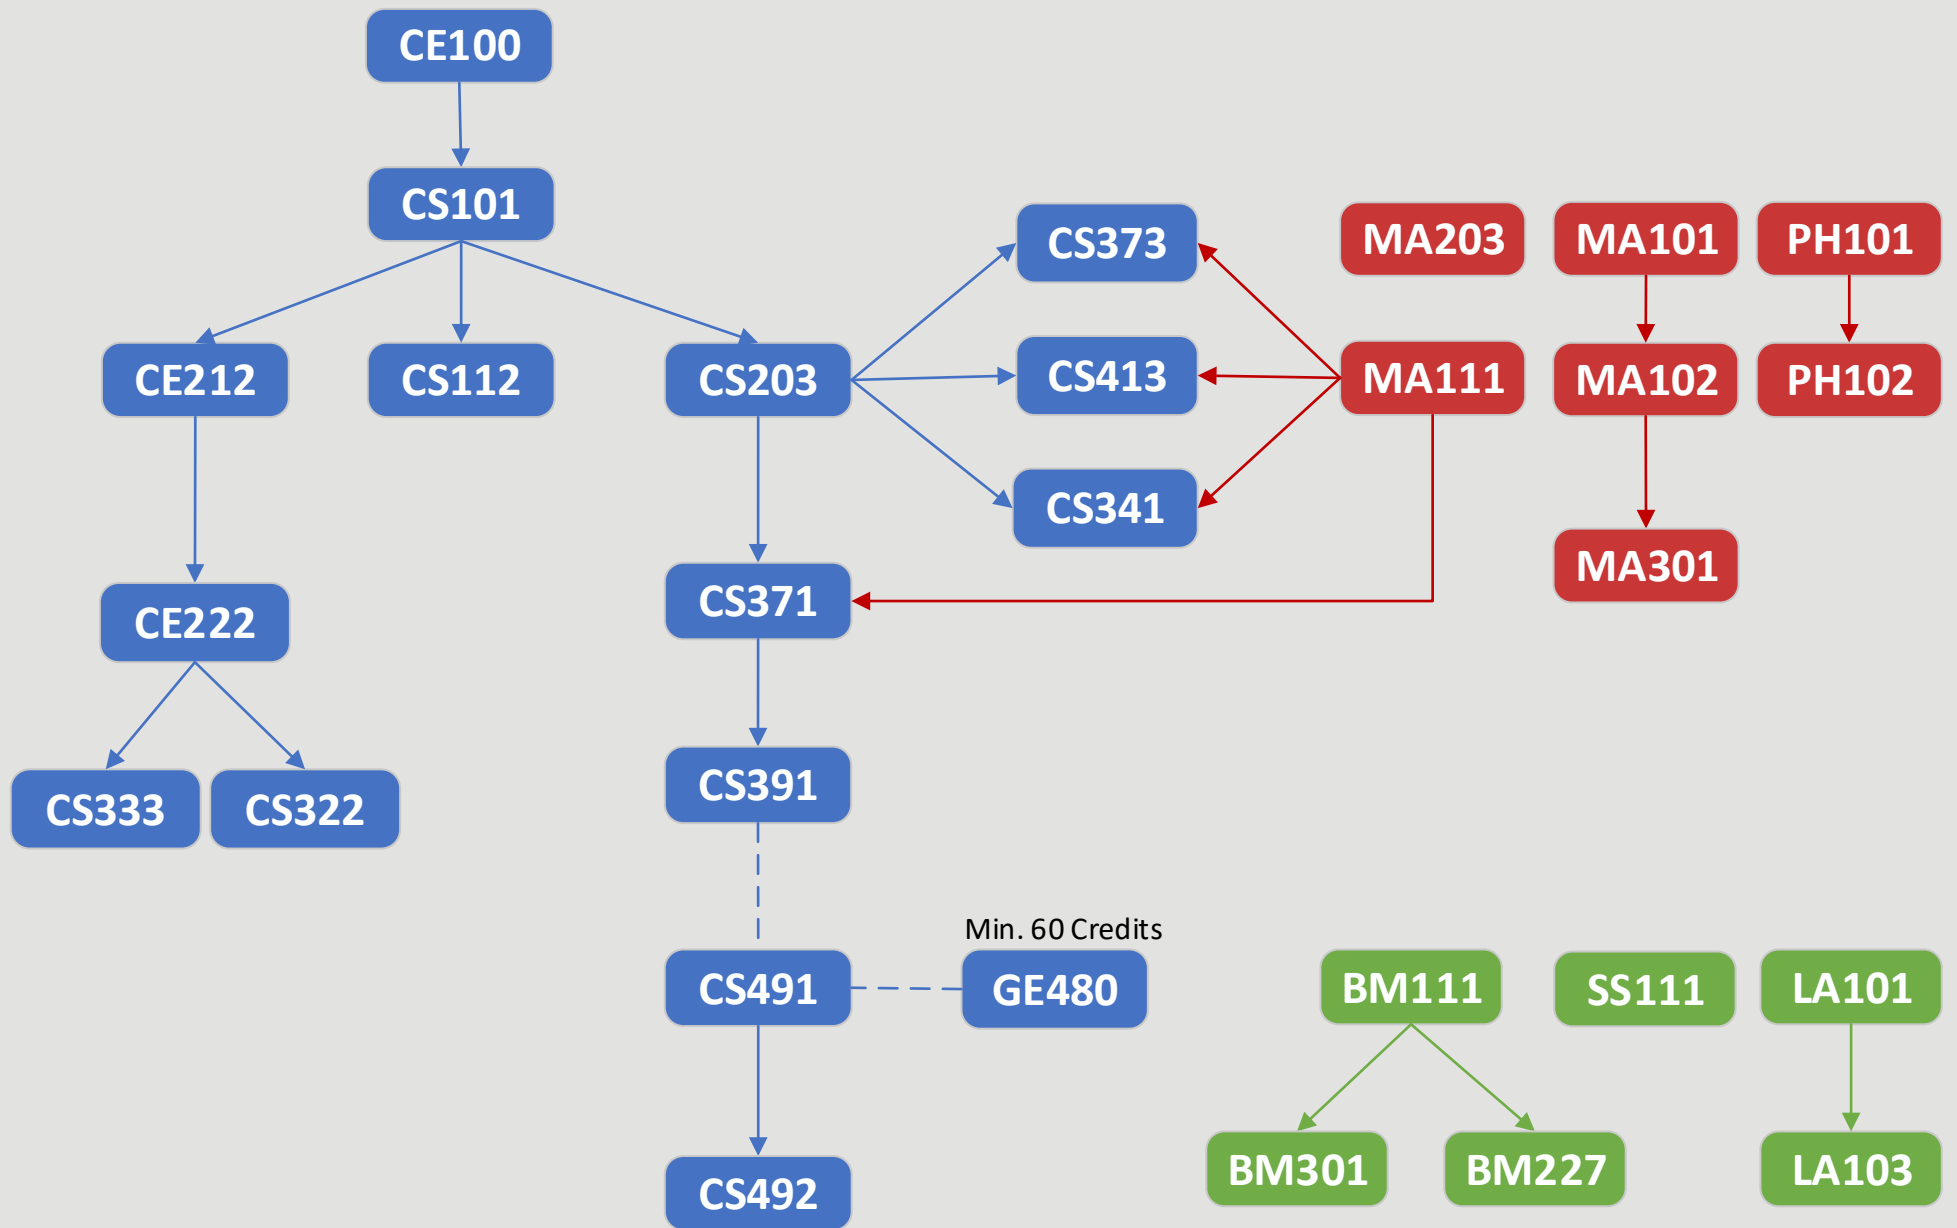 CE100
CS101
CS373
MA203
MA101
PH101
CE212
CS112
CS203
CS413
MA111
MA102
PH102
CS341
MA301
CS371
CE222
CS391
CS333
CS322
Min. 60 Credits
CS491
GE480
BM111
SS111
LA101
BM301
BM227
LA103
CS492